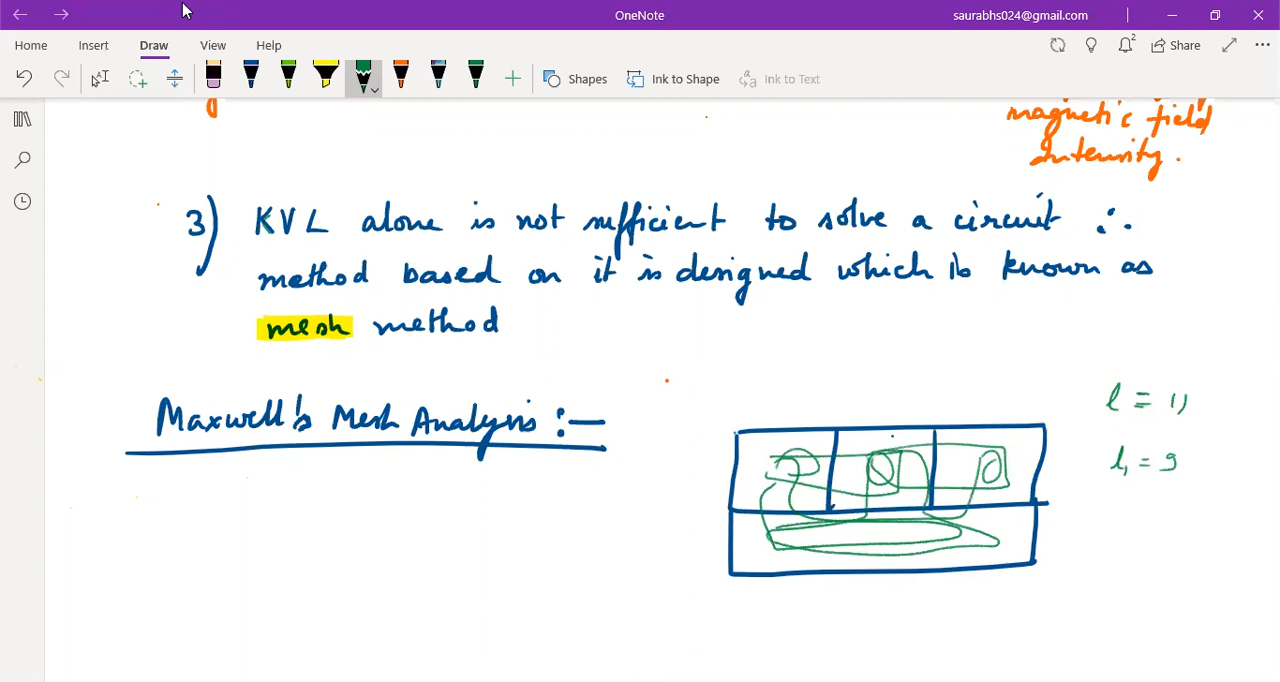 OneNote
saurabhs024@gmail.com
Home
Insert
Draw
View
Help
2
Share
Shapes
Ink to Shape
Ink to Text
magnetic field
Intensity.
3) KVL alone is not sufficient to solve a circuit ∴
method based on it is designed which is known as
mesh method
Maxwell's Mesh Analysis :—
l = 11
l₁ = 9